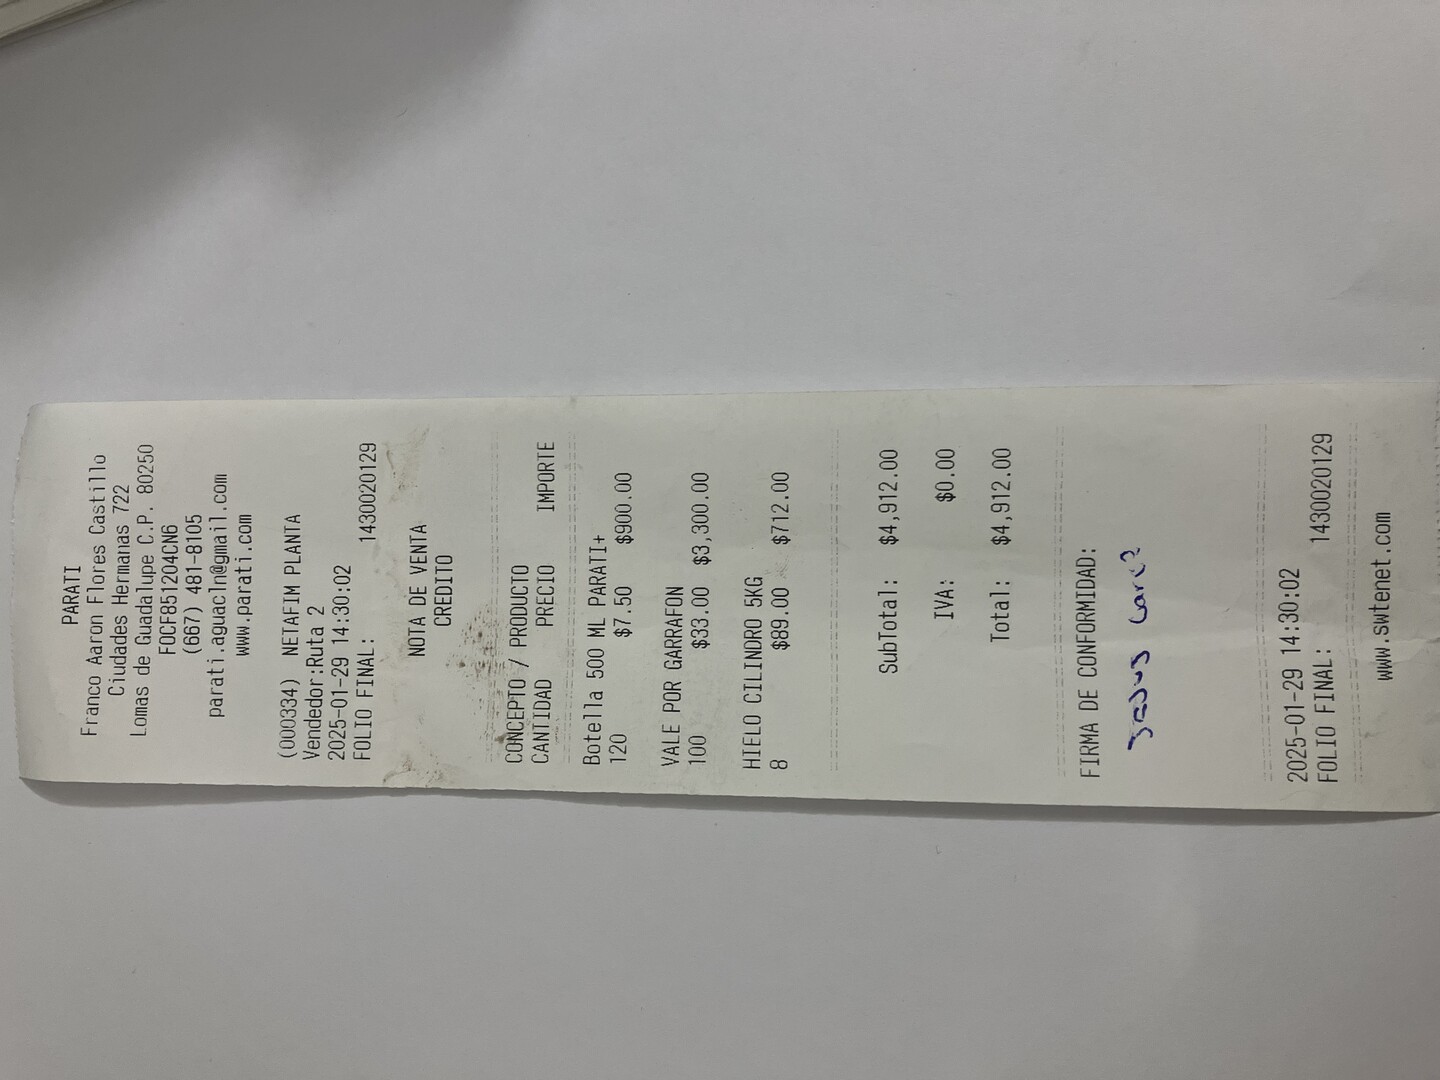 PARATI
Franco Aaron Flores Castillo
Ciudades Hermanas 722
Lomas de Guadalupe C.P. 80250
FOCF851204CN6
(667) 481-8105
parati.aguacln@gmail.com
www.parati.com
(000334) NETAFIM PLANTA
Vendedor:Ruta 2
2025-01-29 14:30:02
FOLIO FINAL: 1430020129
NOTA DE VENTA
CREDITO
CONCEPTO / PRODUCTO
CANTIDAD PRECIO IMPORTE
Botella 500 ML PARATI+
120 $7.50 $900.00
VALE POR GARRAFON
100 $33.00 $3,300.00
HIELO CILINDRO 5KG
8 $89.00 $712.00
SubTotal: $4,912.00
IVA: $0.00
Total: $4,912.00
FIRMA DE CONFORMIDAD:
Jesus
2025-01-29 14:30:02
FOLIO FINAL: 1430020129
www.swtenet.com